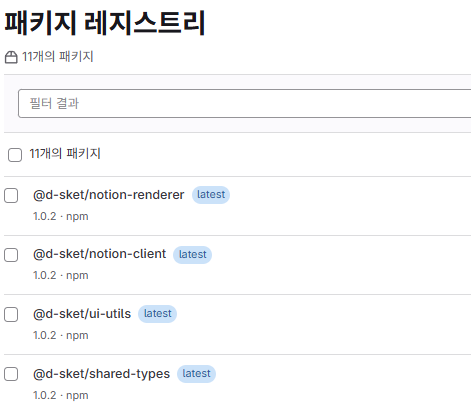 패키지 레지스트리
11개의 패키지
필터 결과
11개의 패키지
@d-sket/notion-renderer latest
1.0.2 · npm
@d-sket/notion-client latest
1.0.2 · npm
@d-sket/ui-utils latest
1.0.2 · npm
@d-sket/shared-types latest
1.0.2 · npm